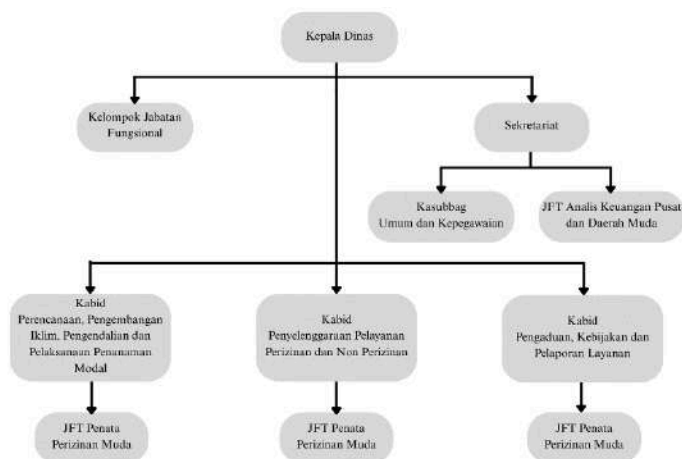 Kepala Dinas
Kelompok Jabatan
Fungsional
Sekretariat
Kasubbag
Umum dan Kepegawaian
JFT Analis Keuangan Pusat
dan Daerah Muda
Kabid
Perencanaan, Pengembangan
Iklim, Pengendalian dan
Pelaksanaan Penanaman
Modal
Kabid
Penyelenggaraan Pelayanan
Perizinan dan Non Perizinan
Kabid
Pengaduan, Kebijakan dan
Pelaporan Layanan
JFT Penata
Perizinan Muda
JFT Penata
Perizinan Muda
JFT Penata
Perizinan Muda